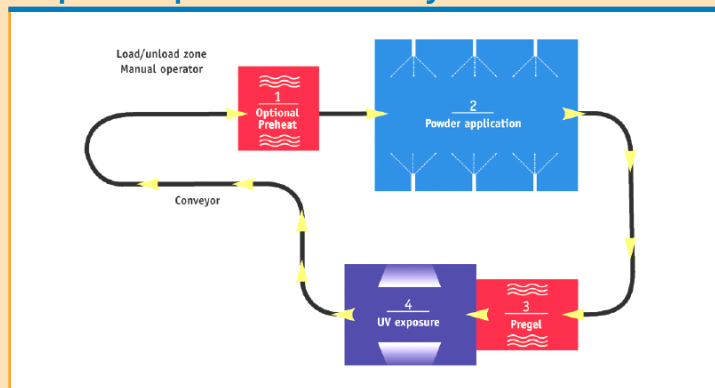 Load/unload zone
Manual operator
1
Optional
Preheat
2
Powder application
Conveyor
4
UV exposure
3
Pregel